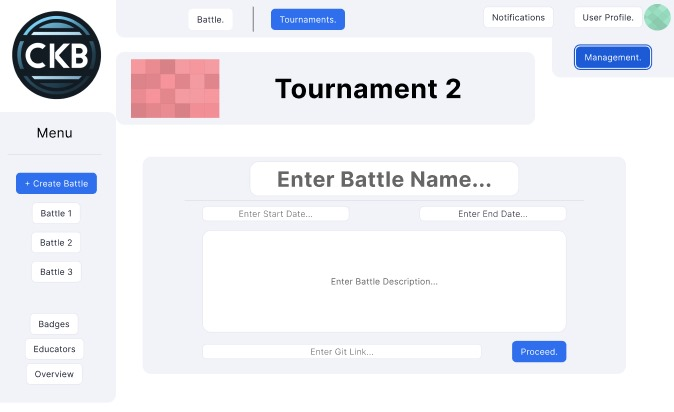 CKB
Battle.
Tournaments.
Notifications
User Profile.
Management.
Tournament 2
Menu
+ Create Battle
Battle 1
Battle 2
Battle 3
Badges
Educators
Overview
Enter Battle Name...
Enter Start Date...
Enter End Date...
Enter Battle Description...
Enter Git Link...
Proceed.